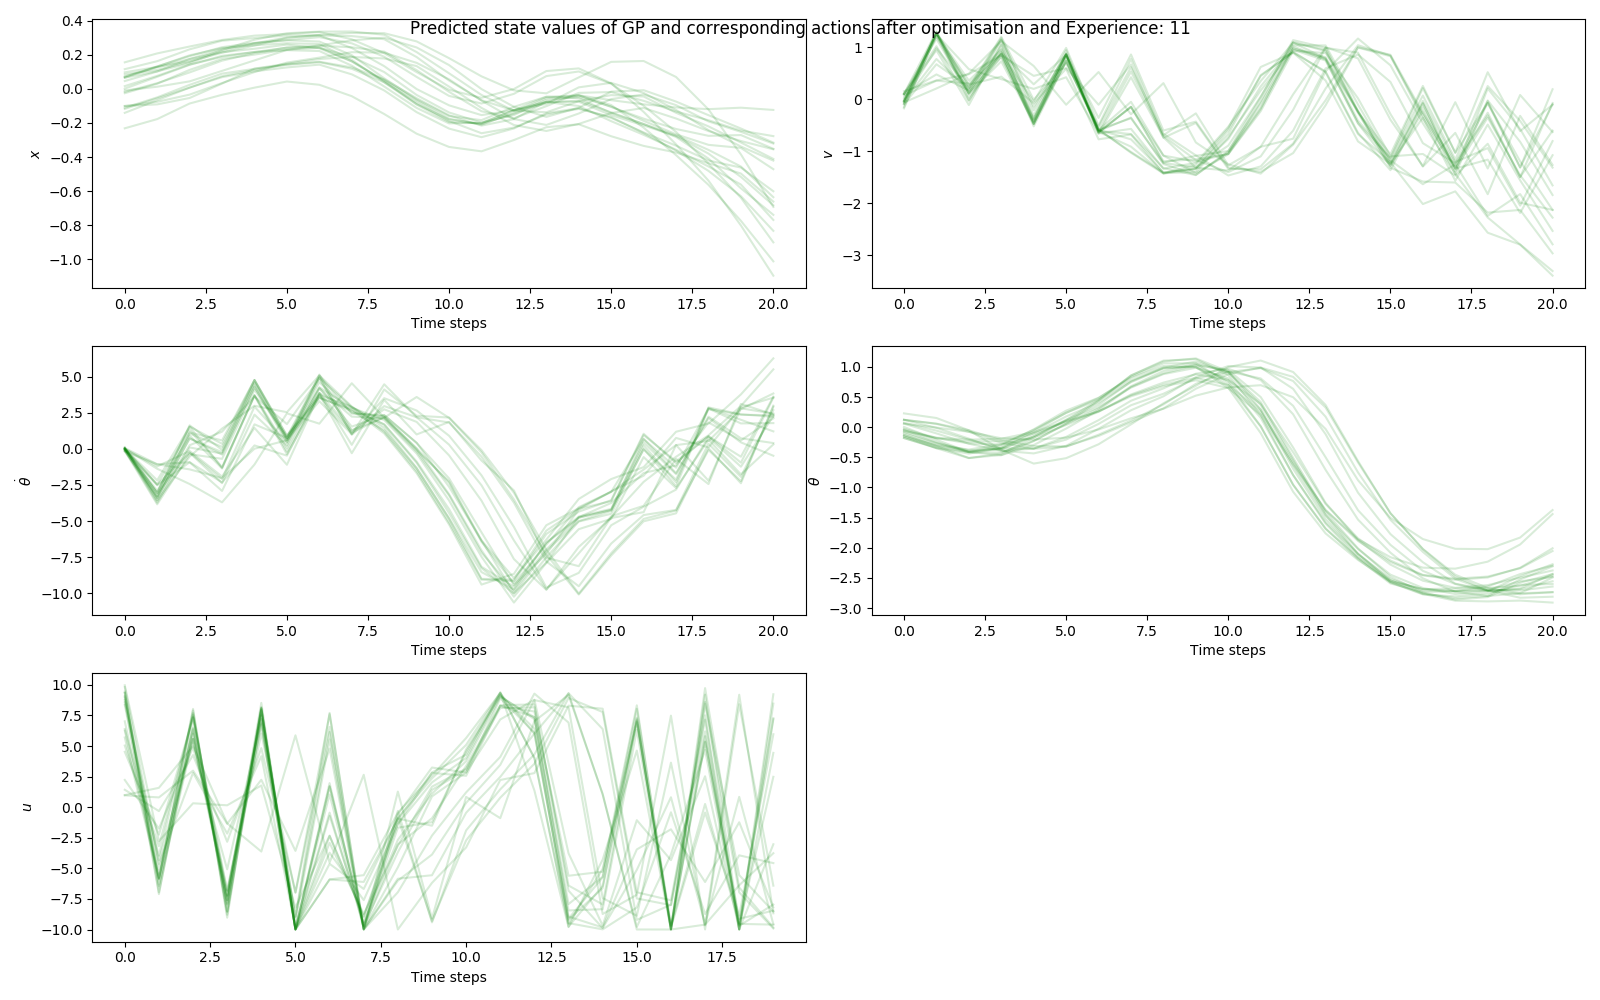 Predicted state values of GP and corresponding actions after optimisation and Experience: 11
0.4
0.2
0.0
−0.2
−0.4
−0.6
−0.8
−1.0
x
0.0 2.5 5.0 7.5 10.0 12.5 15.0 17.5 20.0
Time steps
1
0
−1
−2
−3
v
0.0 2.5 5.0 7.5 10.0 12.5 15.0 17.5 20.0
Time steps
5.0
2.5
0.0
−2.5
−5.0
−7.5
−10.0
θ̇
0.0 2.5 5.0 7.5 10.0 12.5 15.0 17.5 20.0
Time steps
1.0
0.5
0.0
−0.5
−1.0
−1.5
−2.0
−2.5
−3.0
θ
0.0 2.5 5.0 7.5 10.0 12.5 15.0 17.5 20.0
Time steps
10.0
7.5
5.0
2.5
0.0
−2.5
−5.0
−7.5
−10.0
u
0.0 2.5 5.0 7.5 10.0 12.5 15.0 17.5
Time steps